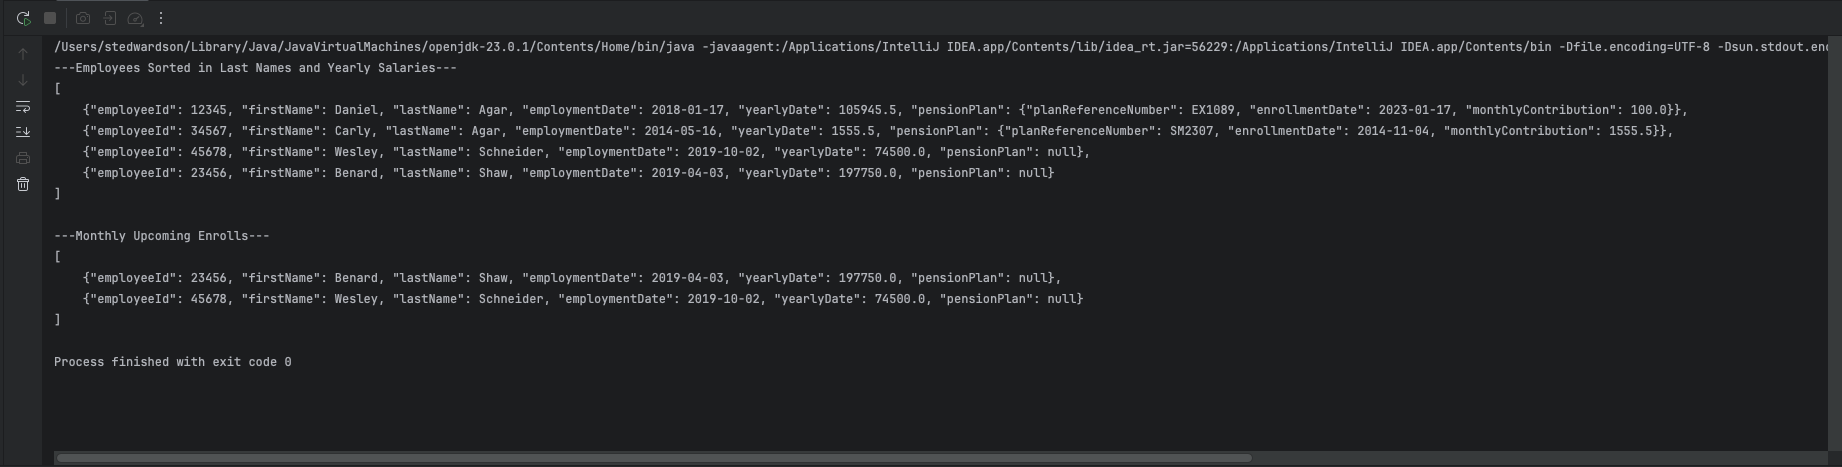 /Users/stedwardson/Library/Java/JavaVirtualMachines/openjdk-23.0.1/Contents/Home/bin/java -javaagent:/Applications/IntelliJ IDEA.app/Contents/lib/idea_rt.jar=56229:/Applications/IntelliJ IDEA.app/Contents/bin -Dfile.encoding=UTF-8 -Dsun.stdout.enc
---Employees Sorted in Last Names and Yearly Salaries---
[
    {"employeeId": 12345, "firstName": Daniel, "lastName": Agar, "employmentDate": 2018-01-17, "yearlyDate": 105945.5, "pensionPlan": {"planReferenceNumber": EX1089, "enrollmentDate": 2023-01-17, "monthlyContribution": 100.0}},
    {"employeeId": 34567, "firstName": Carly, "lastName": Agar, "employmentDate": 2014-05-16, "yearlyDate": 1555.5, "pensionPlan": {"planReferenceNumber": SM2307, "enrollmentDate": 2014-11-04, "monthlyContribution": 1555.5}},
    {"employeeId": 45678, "firstName": Wesley, "lastName": Schneider, "employmentDate": 2019-10-02, "yearlyDate": 74500.0, "pensionPlan": null},
    {"employeeId": 23456, "firstName": Benard, "lastName": Shaw, "employmentDate": 2019-04-03, "yearlyDate": 197750.0, "pensionPlan": null}
]
---Monthly Upcoming Enrolls---
[
    {"employeeId": 23456, "firstName": Benard, "lastName": Shaw, "employmentDate": 2019-04-03, "yearlyDate": 197750.0, "pensionPlan": null},
    {"employeeId": 45678, "firstName": Wesley, "lastName": Schneider, "employmentDate": 2019-10-02, "yearlyDate": 74500.0, "pensionPlan": null}
]
Process finished with exit code 0